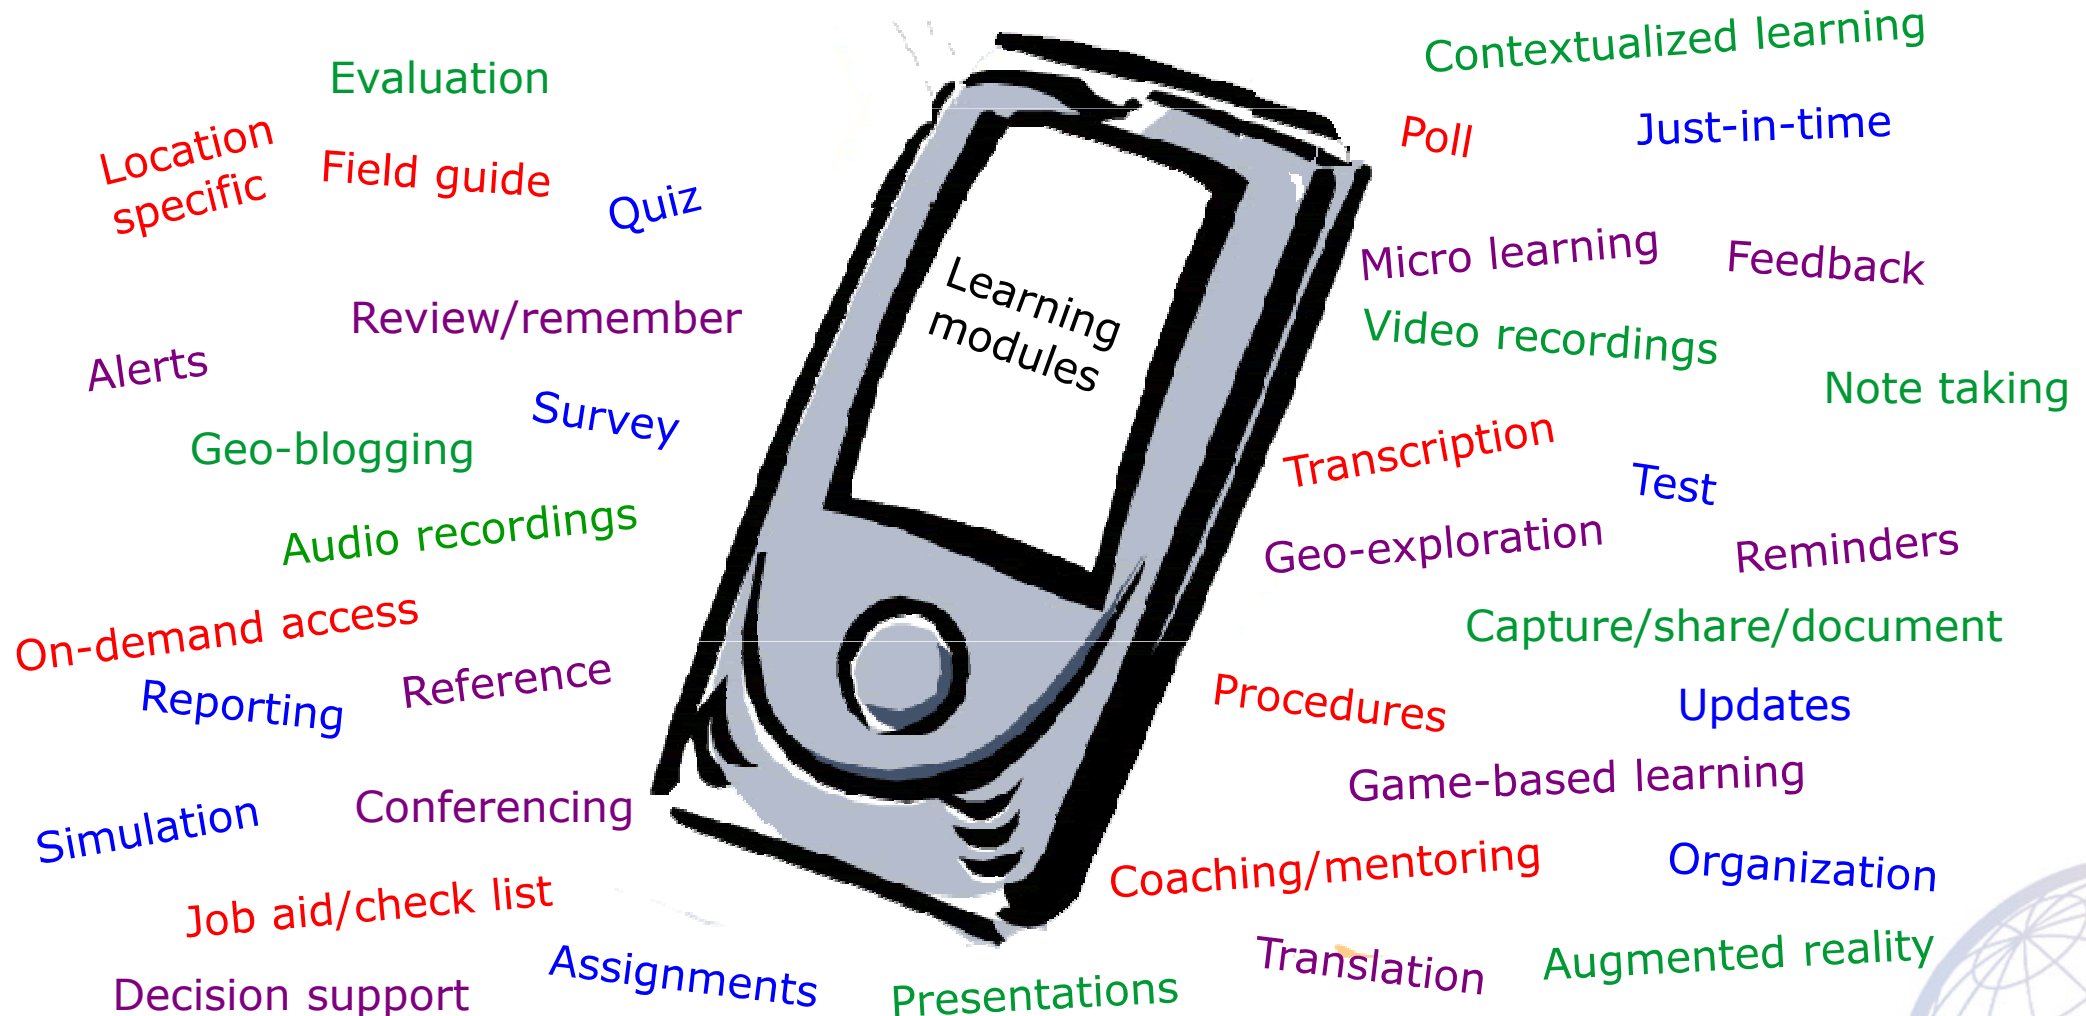 Evaluation
Location
specific
Field guide
Quiz
Review/remember
Alerts
Survey
Geo-blogging
Audio recordings
On-demand access
Reporting
Reference
Simulation
Conferencing
Job aid/check list
Assignments
Decision support
Learning
modules
Presentations
Contextualized learning
Poll
Just-in-time
Micro learning
Feedback
Video recordings
Note taking
Transcription
Test
Geo-exploration
Reminders
Capture/share/document
Procedures
Updates
Game-based learning
Coaching/mentoring
Organization
Translation
Augmented reality